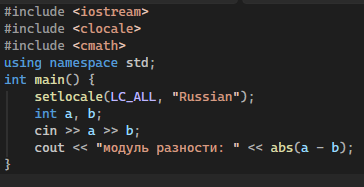 #include <iostream>
#include <clocale>
#include <cmath>
using namespace std;
int main() {
    setlocale(LC_ALL, "Russian");
    int a, b;
    cin >> a >> b;
    cout << "модуль разности: " << abs(a - b);
}